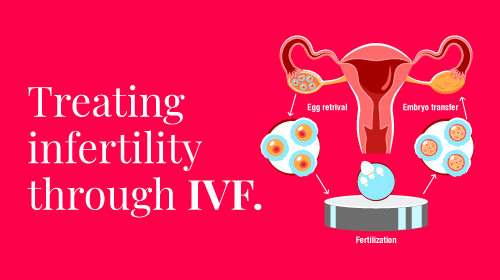 Treating
infertility
through IVF.
Egg retrival
Embryo transfer
Fertilization